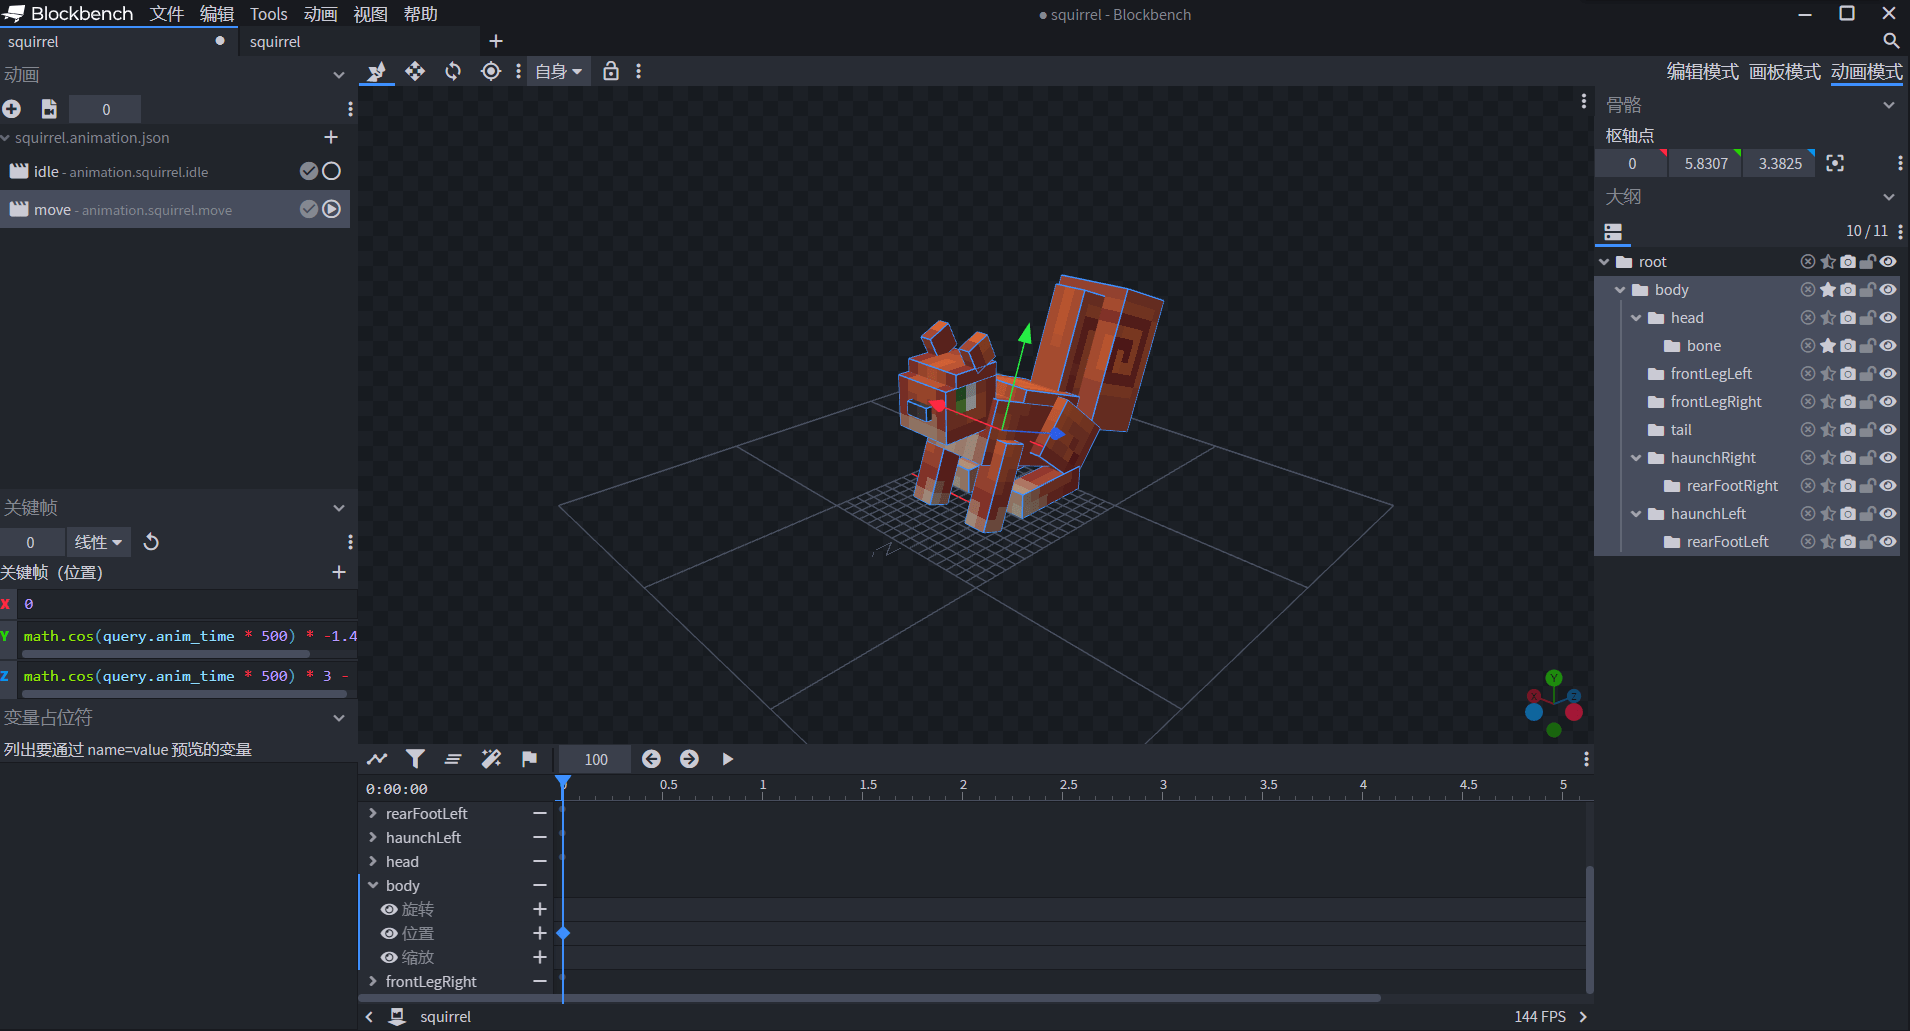 Blockbench 文件 编辑 Tools 动画 视图 帮助
● squirrel - Blockbench
squirrel
squirrel
动画
0
squirrel.animation.json
idle - animation.squirrel.idle
move - animation.squirrel.move
关键帧
0 线性
关键帧（位置）
X 0
Y math.cos(query.anim_time * 500) * -1.4
Z math.cos(query.anim_time * 500) * 3 -
变量占位符
列出要通过 name=value 预览的变量
自身
Y
X
Z
编辑模式 画板模式 动画模式
骨骼
枢轴点
0 5.8307 3.3825
大纲
10 / 11
root
body
head
bone
frontLegLeft
frontLegRight
tail
haunchRight
rearFootRight
haunchLeft
rearFootLeft
100
0:00:00
0 0.5 1 1.5 2 2.5 3 3.5 4 4.5 5
rearFootLeft
haunchLeft
head
body
旋转
位置
缩放
frontLegRight
squirrel
144 FPS